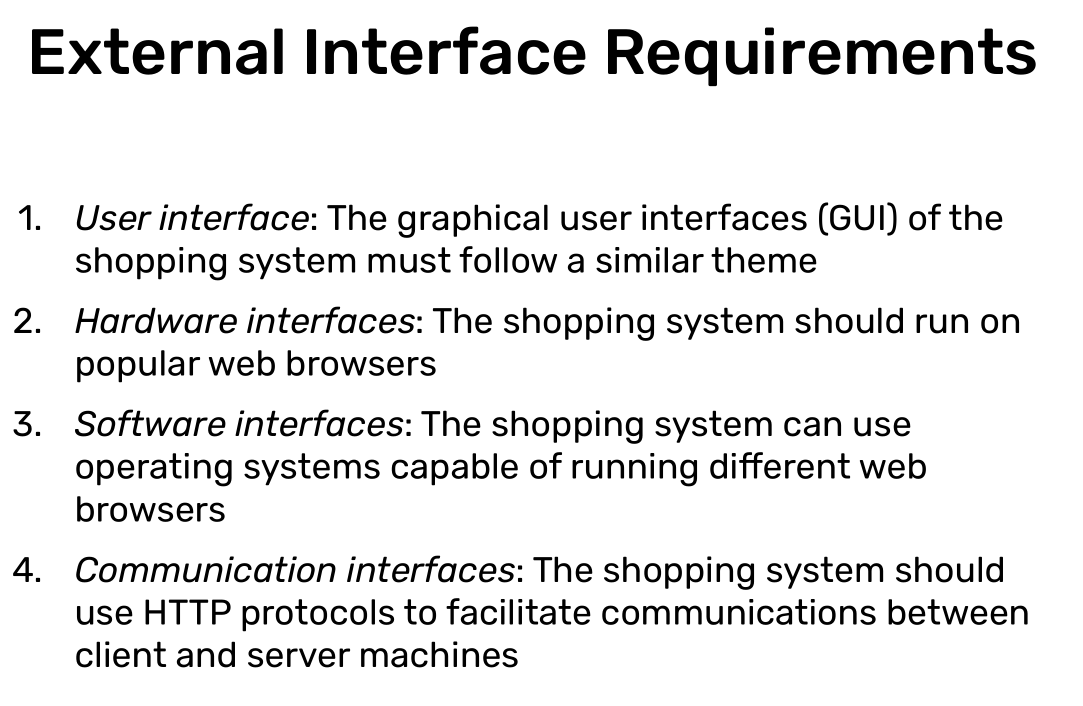 External Interface Requirements
1. User interface: The graphical user interfaces (GUI) of the
shopping system must follow a similar theme
2. Hardware interfaces: The shopping system should run on
popular web browsers
3. Software interfaces: The shopping system can use
operating systems capable of running different web
browsers
4. Communication interfaces: The shopping system should
use HTTP protocols to facilitate communications between
client and server machines